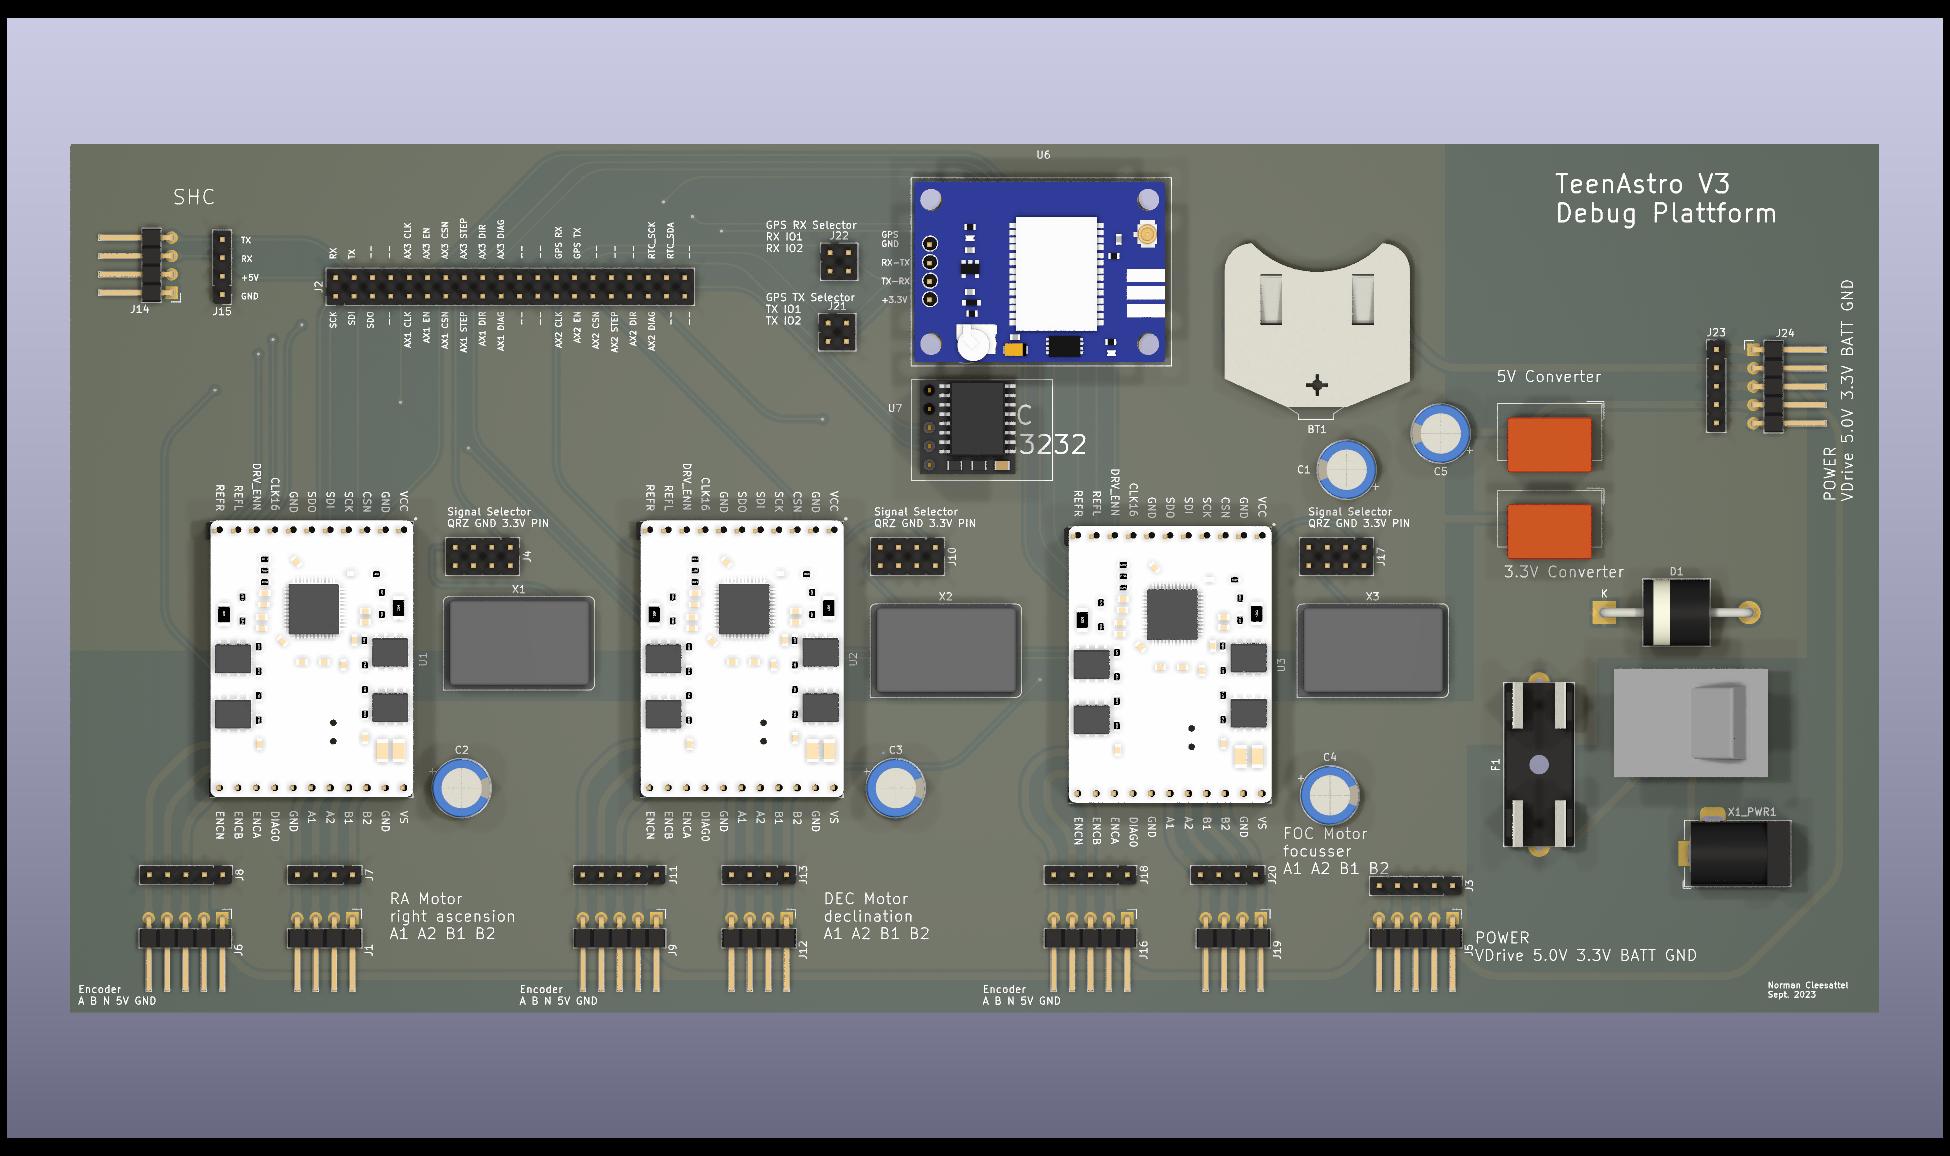 U6
TeenAstro V3
Debug Plattform
SHC
TX
RX
+5V
GND
J14
J15
J2
RX
TX
--
--
AX3 CLK
AX3 EN
AX3 CSN
AX3 STEP
AX3 DIR
AX3 DIAG
--
--
GPS RX
GPS TX
--
--
--
RTC_SCK
RTC_SDA
--
SCK
SDI
SDO
--
AX1 CLK
AX1 EN
AX1 CSN
AX1 STEP
AX1 DIR
AX1 DIAG
--
--
AX2 CLK
AX2 EN
AX2 CSN
AX2 STEP
AX2 DIR
AX2 DIAG
--
--
GPS RX Selector
RX IO1
RX IO2
J22
GPS TX Selector
TX IO1
TX IO2
J21
GPS
GND
RX-TX
TX-RX
+3.3V
U7
C
3232
BT1
C1
C5
5V Converter
3.3V Converter
J23
J24
POWER
VDrive 5.0V 3.3V BATT GND
D1
K
F1
X1_PWR1
REFR
REFL
DRV_ENN
CLK16
GND
SDO
SDI
SCK
CSN
GND
VCC
Signal Selector
QRZ GND 3.3V PIN
J4
X1
U1
C2
ENCN
ENCB
ENCA
DIAG0
GND
A1
A2
B1
B2
GND
VS
REFR
REFL
DRV_ENN
CLK16
GND
SDO
SDI
SCK
CSN
GND
VCC
Signal Selector
QRZ GND 3.3V PIN
J10
X2
U2
C3
ENCN
ENCB
ENCA
DIAG0
GND
A1
A2
B1
B2
GND
VS
REFR
REFL
DRV_ENN
CLK16
GND
SDO
SDI
SCK
CSN
GND
VCC
Signal Selector
QRZ GND 3.3V PIN
J17
X3
U3
C4
ENCN
ENCB
ENCA
DIAG0
GND
A1
A2
B1
B2
GND
VS
J8
J7
J6
J1
RA Motor
right ascension
A1 A2 B1 B2
J11
J13
J9
J12
DEC Motor
declination
A1 A2 B1 B2
J18
J20
J16
J19
FOC Motor
focusser
A1 A2 B1 B2
J3
J5
POWER
VDrive 5.0V 3.3V BATT GND
Encoder
A B N 5V GND
Encoder
A B N 5V GND
Encoder
A B N 5V GND
Norman Cleesattel
Sept. 2023